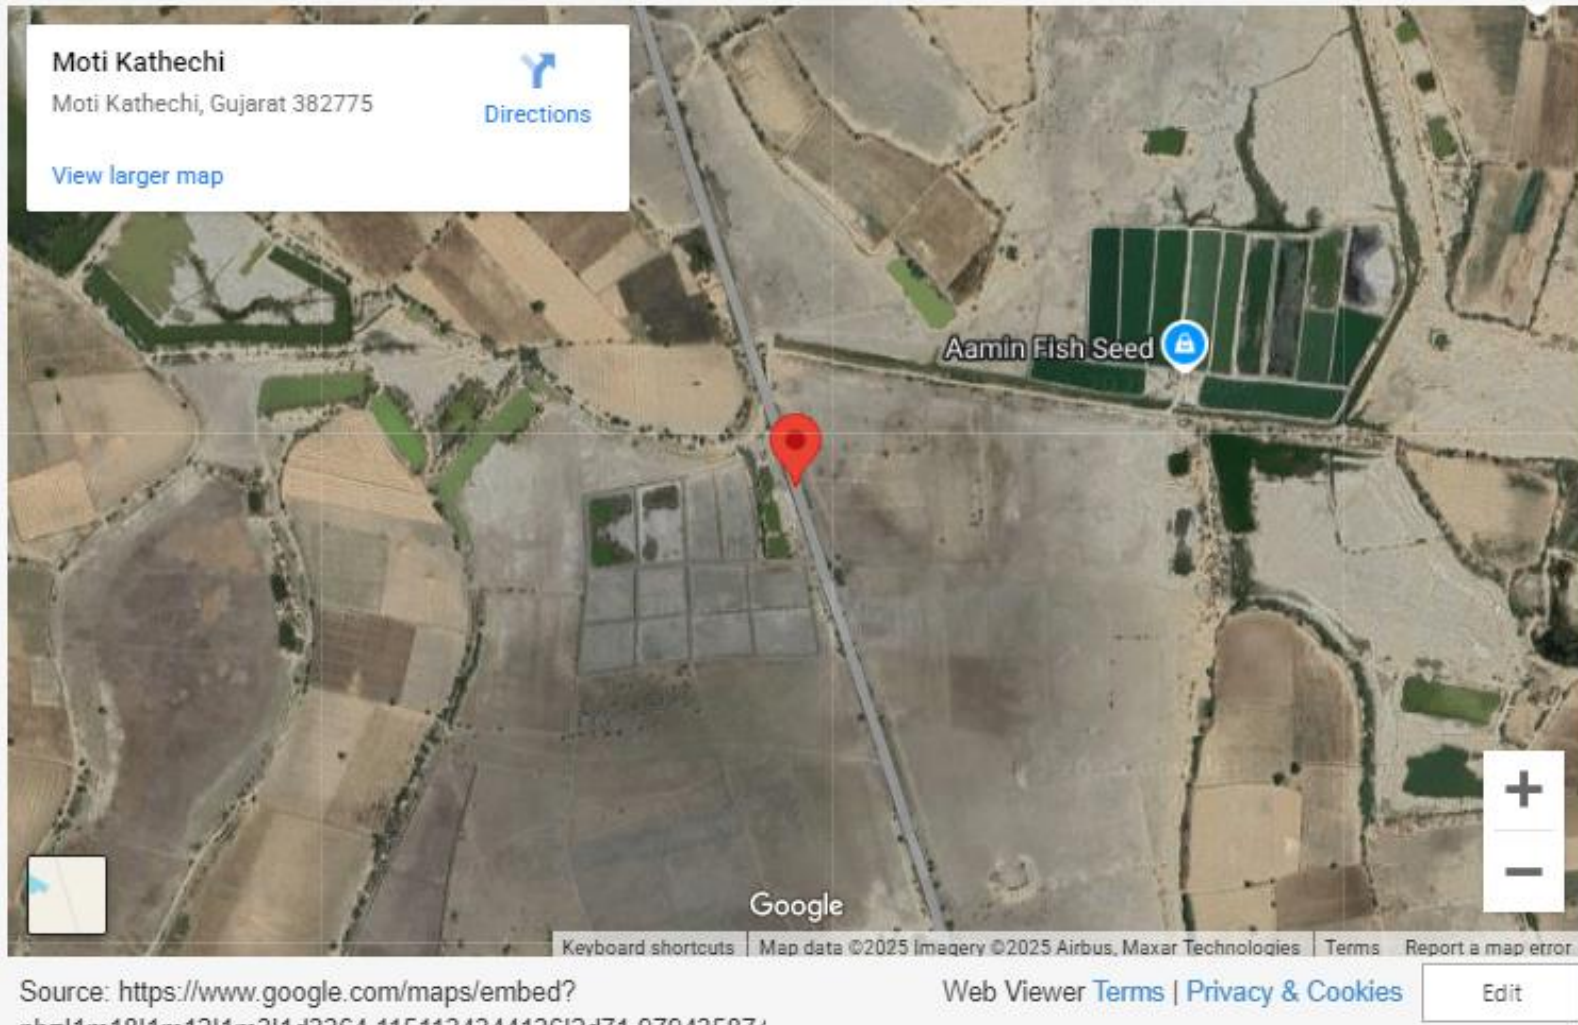 Moti Kathechi
Moti Kathechi, Gujarat 382775
Directions
View larger map
Aamin Fish Seed
Google
Keyboard shortcuts
Map data ©2025 Imagery ©2025 Airbus, Maxar Technologies
Terms
Report a map error
Source: https://www.google.com/maps/embed?
Web Viewer Terms | Privacy & Cookies
Edit